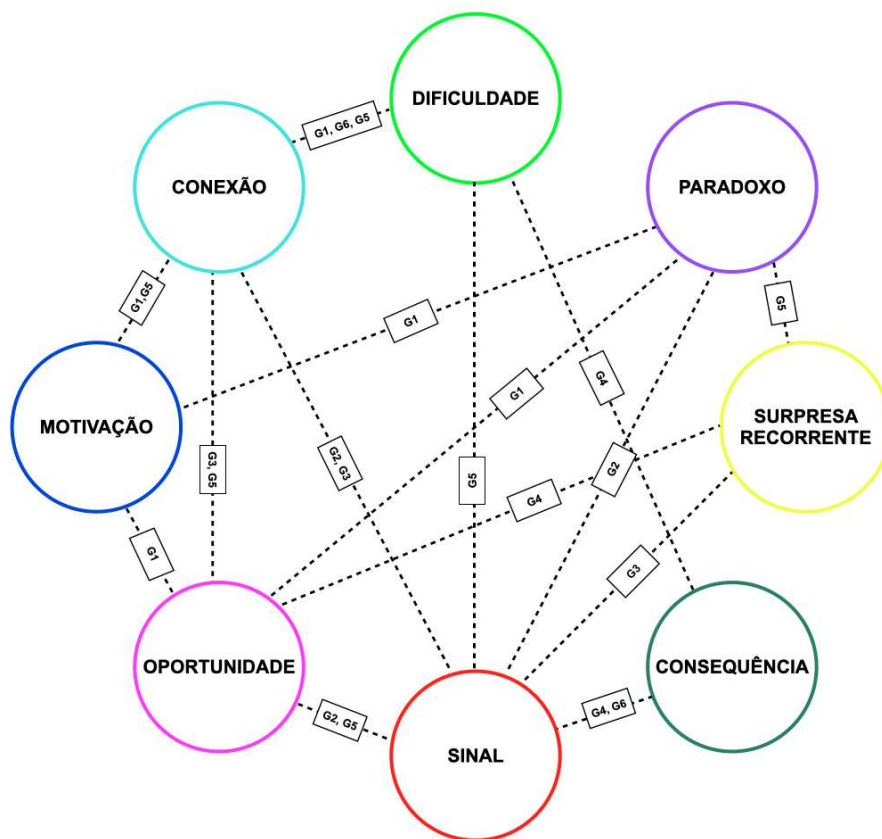 DIFICULDADE
G1, G6, G5
CONEXÃO
PARADOXO
G1,G5
G1
G5
G4
G1
MOTIVAÇÃO
SURPRESA
RECORRENTE
G3, G5
G2, G3
G5
G2
G4
G1
G3
OPORTUNIDADE
CONSEQUÊNCIA
G2, G5
G4, G6
SINAL